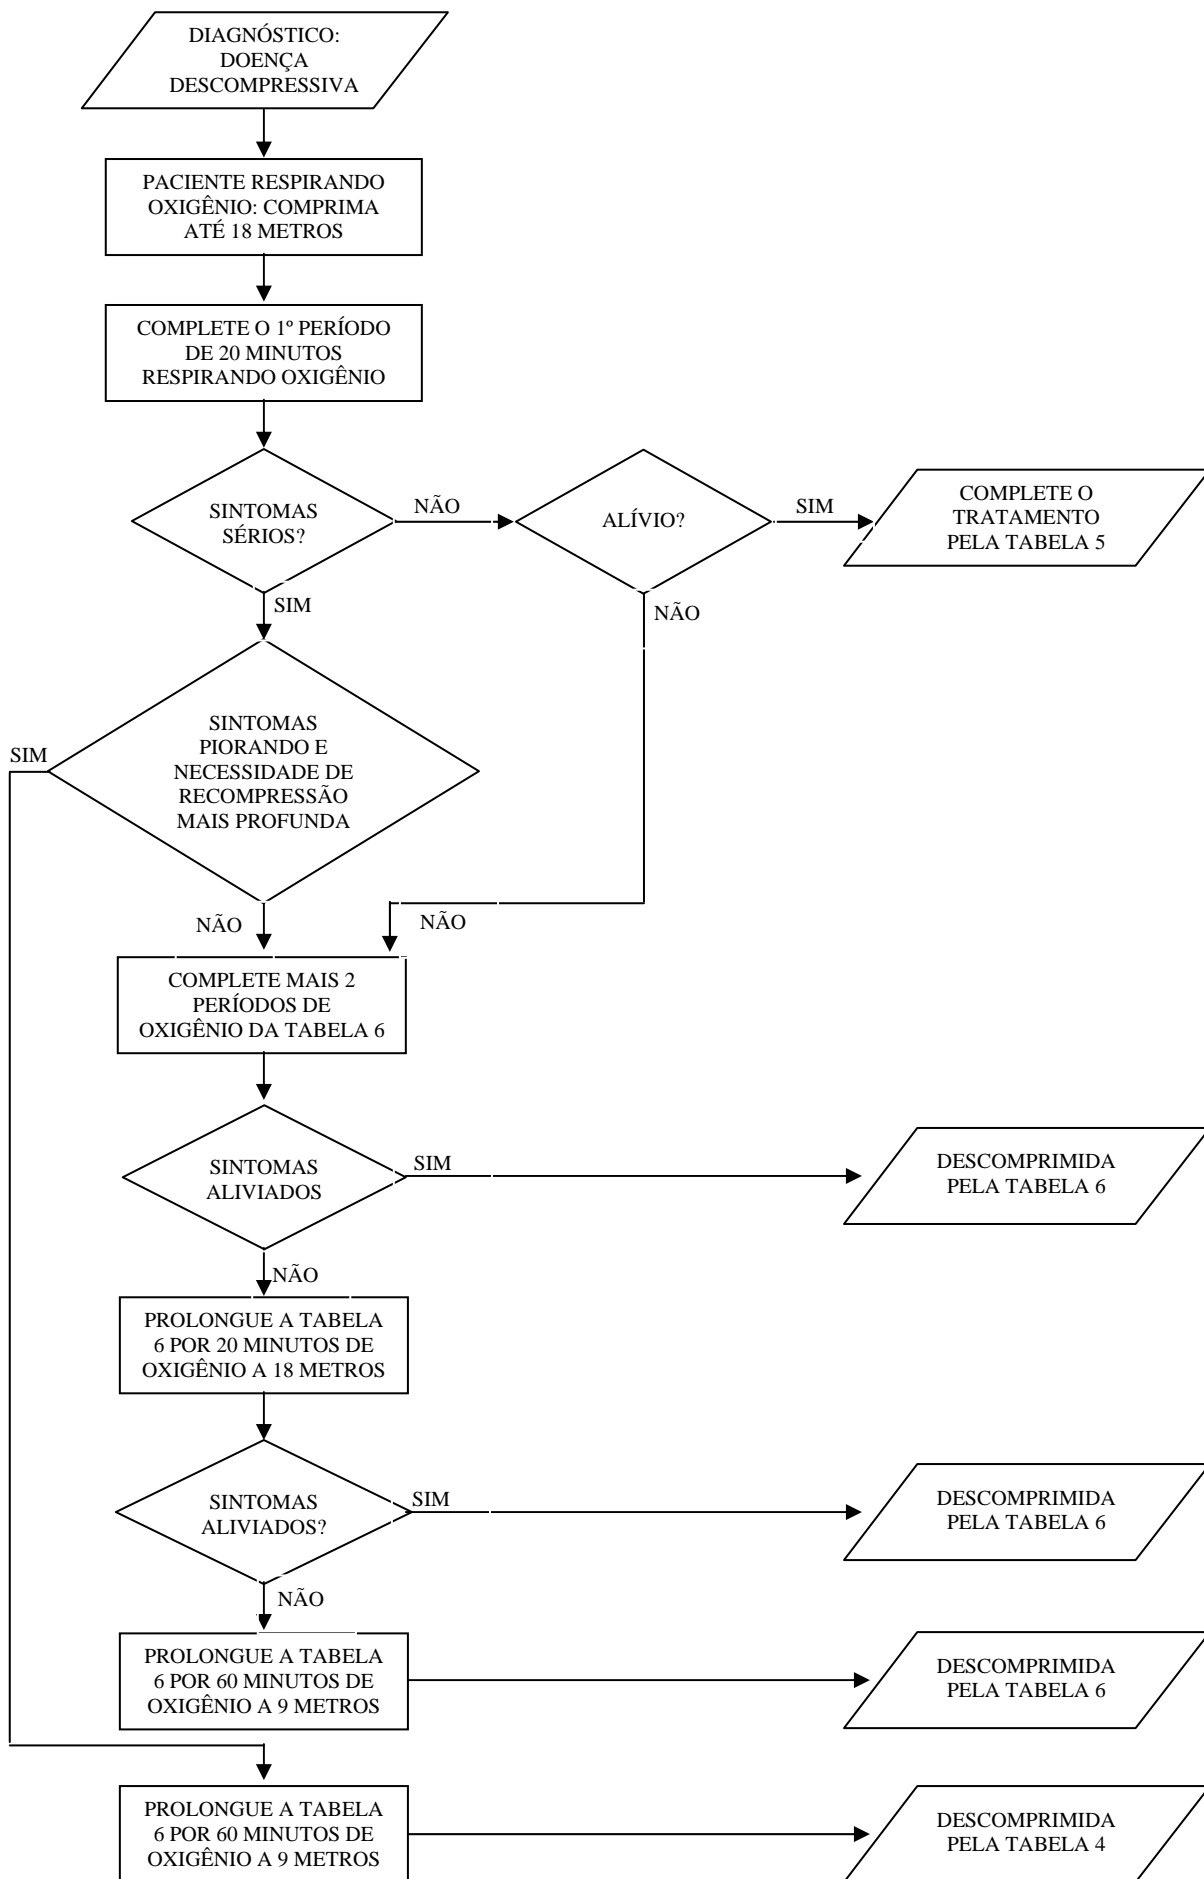 DIAGNÓSTICO:
DOENÇA
DESCOMPRESSIVA
PACIENTE RESPIRANDO
OXIGÊNIO: COMPRIMA
ATÉ 18 METROS
COMPLETE O 1º PERÍODO
DE 20 MINUTOS
RESPIRANDO OXIGÊNIO
SINTOMAS
SÉRIOS?
NÃO
ALÍVIO?
SIM
COMPLETE O
TRATAMENTO
PELA TABELA 5
SIM
NÃO
SINTOMAS
PIORANDO E
NECESSIDADE DE
RECOMPRESSÃO
MAIS PROFUNDA
SIM
NÃO
NÃO
COMPLETE MAIS 2
PERÍODOS DE
OXIGÊNIO DA TABELA 6
SINTOMAS
ALIVIADOS
SIM
DESCOMPRIMIDA
PELA TABELA 6
NÃO
PROLONGUE A TABELA
6 POR 20 MINUTOS DE
OXIGÊNIO A 18 METROS
SINTOMAS
ALIVIADOS?
SIM
DESCOMPRIMIDA
PELA TABELA 6
NÃO
PROLONGUE A TABELA
6 POR 60 MINUTOS DE
OXIGÊNIO A 9 METROS
DESCOMPRIMIDA
PELA TABELA 6
PROLONGUE A TABELA
6 POR 60 MINUTOS DE
OXIGÊNIO A 9 METROS
DESCOMPRIMIDA
PELA TABELA 4